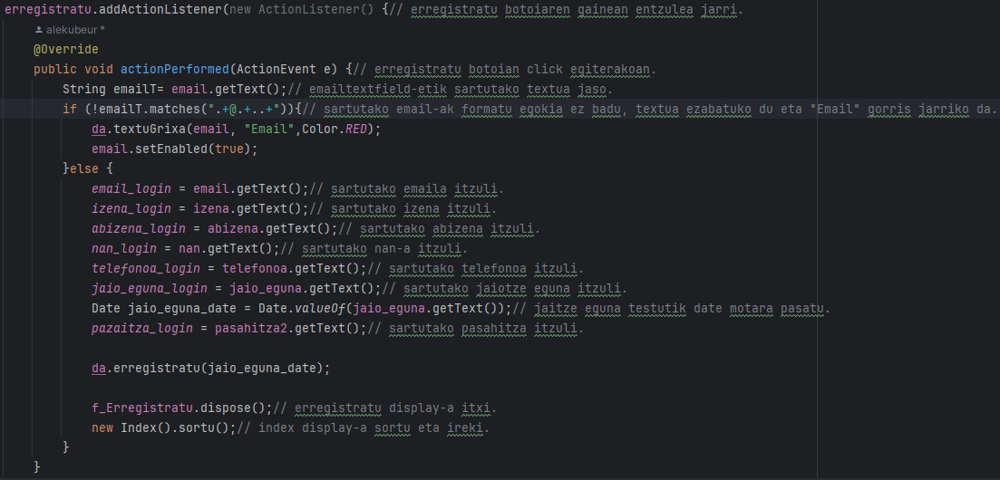 erregistratu.addActionListener(new ActionListener() {// erregistratu botoiaren gainean entzulea jarri.
alekubeur *
@Override
public void actionPerformed(ActionEvent e) {// erregistratu botoian click egiterakoan.
String emailT= email.getText();// emailtextfield-etik sartutako textua jaso.
if (!emailT.matches(".+@.+..+")){// sartutako email-ak formatu egokia ez badu, textua ezabatuko du eta "Email" gorris jarriko da.
da.textuGrixa(email, "Email",Color.RED);
email.setEnabled(true);
}else {
email_login = email.getText();// sartutako emaila itzuli.
izena_login = izena.getText();// sartutako izena itzuli.
abizena_login = abizena.getText();// sartutako abizena itzuli.
nan_login = nan.getText();// sartutako nan-a itzuli.
telefonoa_login = telefonoa.getText();// sartutako telefonoa itzuli.
jaio_eguna_login = jaio_eguna.getText();// sartutako jaiotze eguna itzuli.
Date jaio_eguna_date = Date.valueOf(jaio_eguna.getText());// jaitze eguna testutik date motara pasatu.
pazaitza_login = pasahitza2.getText();// sartutako pasahitza itzuli.
da.erregistratu(jaio_eguna_date);
f_Erregistratu.dispose();// erregistratu display-a itxi.
new Index().sortu();// index display-a sortu eta ireki.
}
}